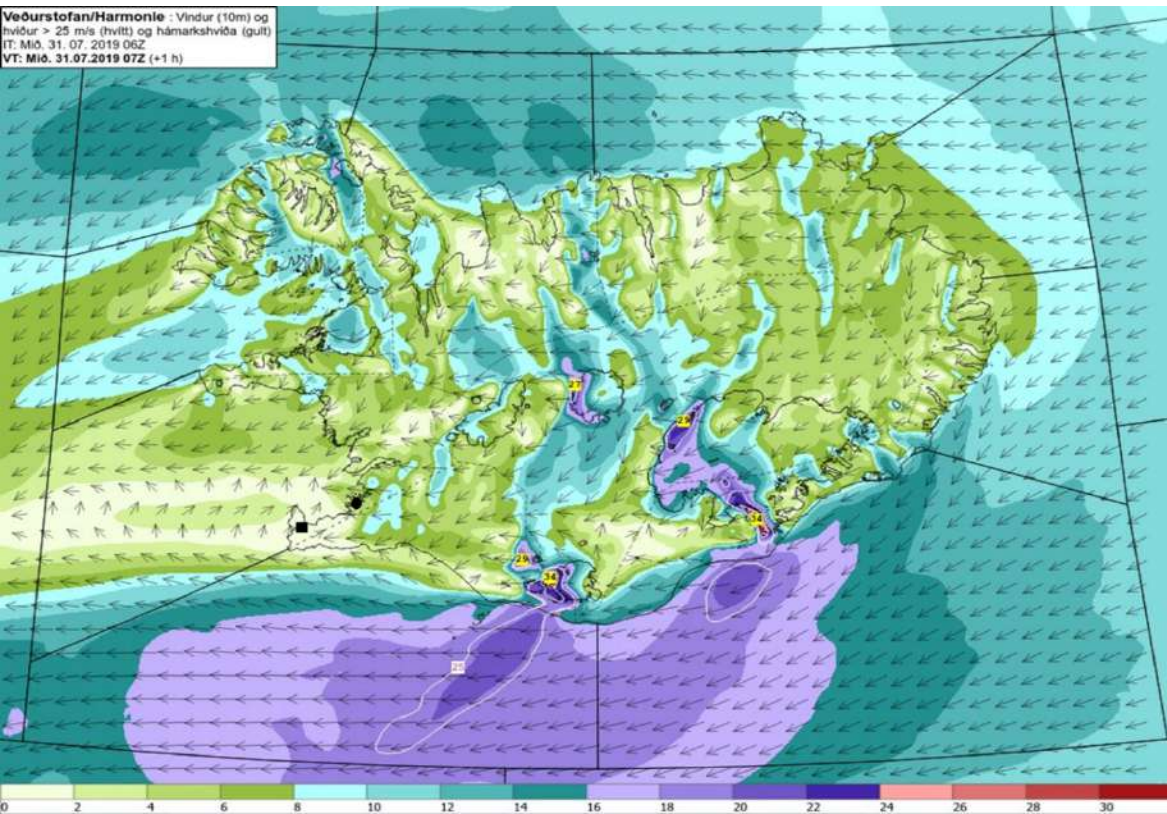 Veðurstofan/Harmonie : Vindur (10m) og
hviður > 25 m/s (hvítt) og hámarkshviða (gult)
IT: Mið. 31. 07. 2019 06Z
VT: Mið. 31.07.2019 07Z (+1 h)
34
29
34
25
0 2 4 6 8 10 12 14 16 18 20 22 24 26 28 30